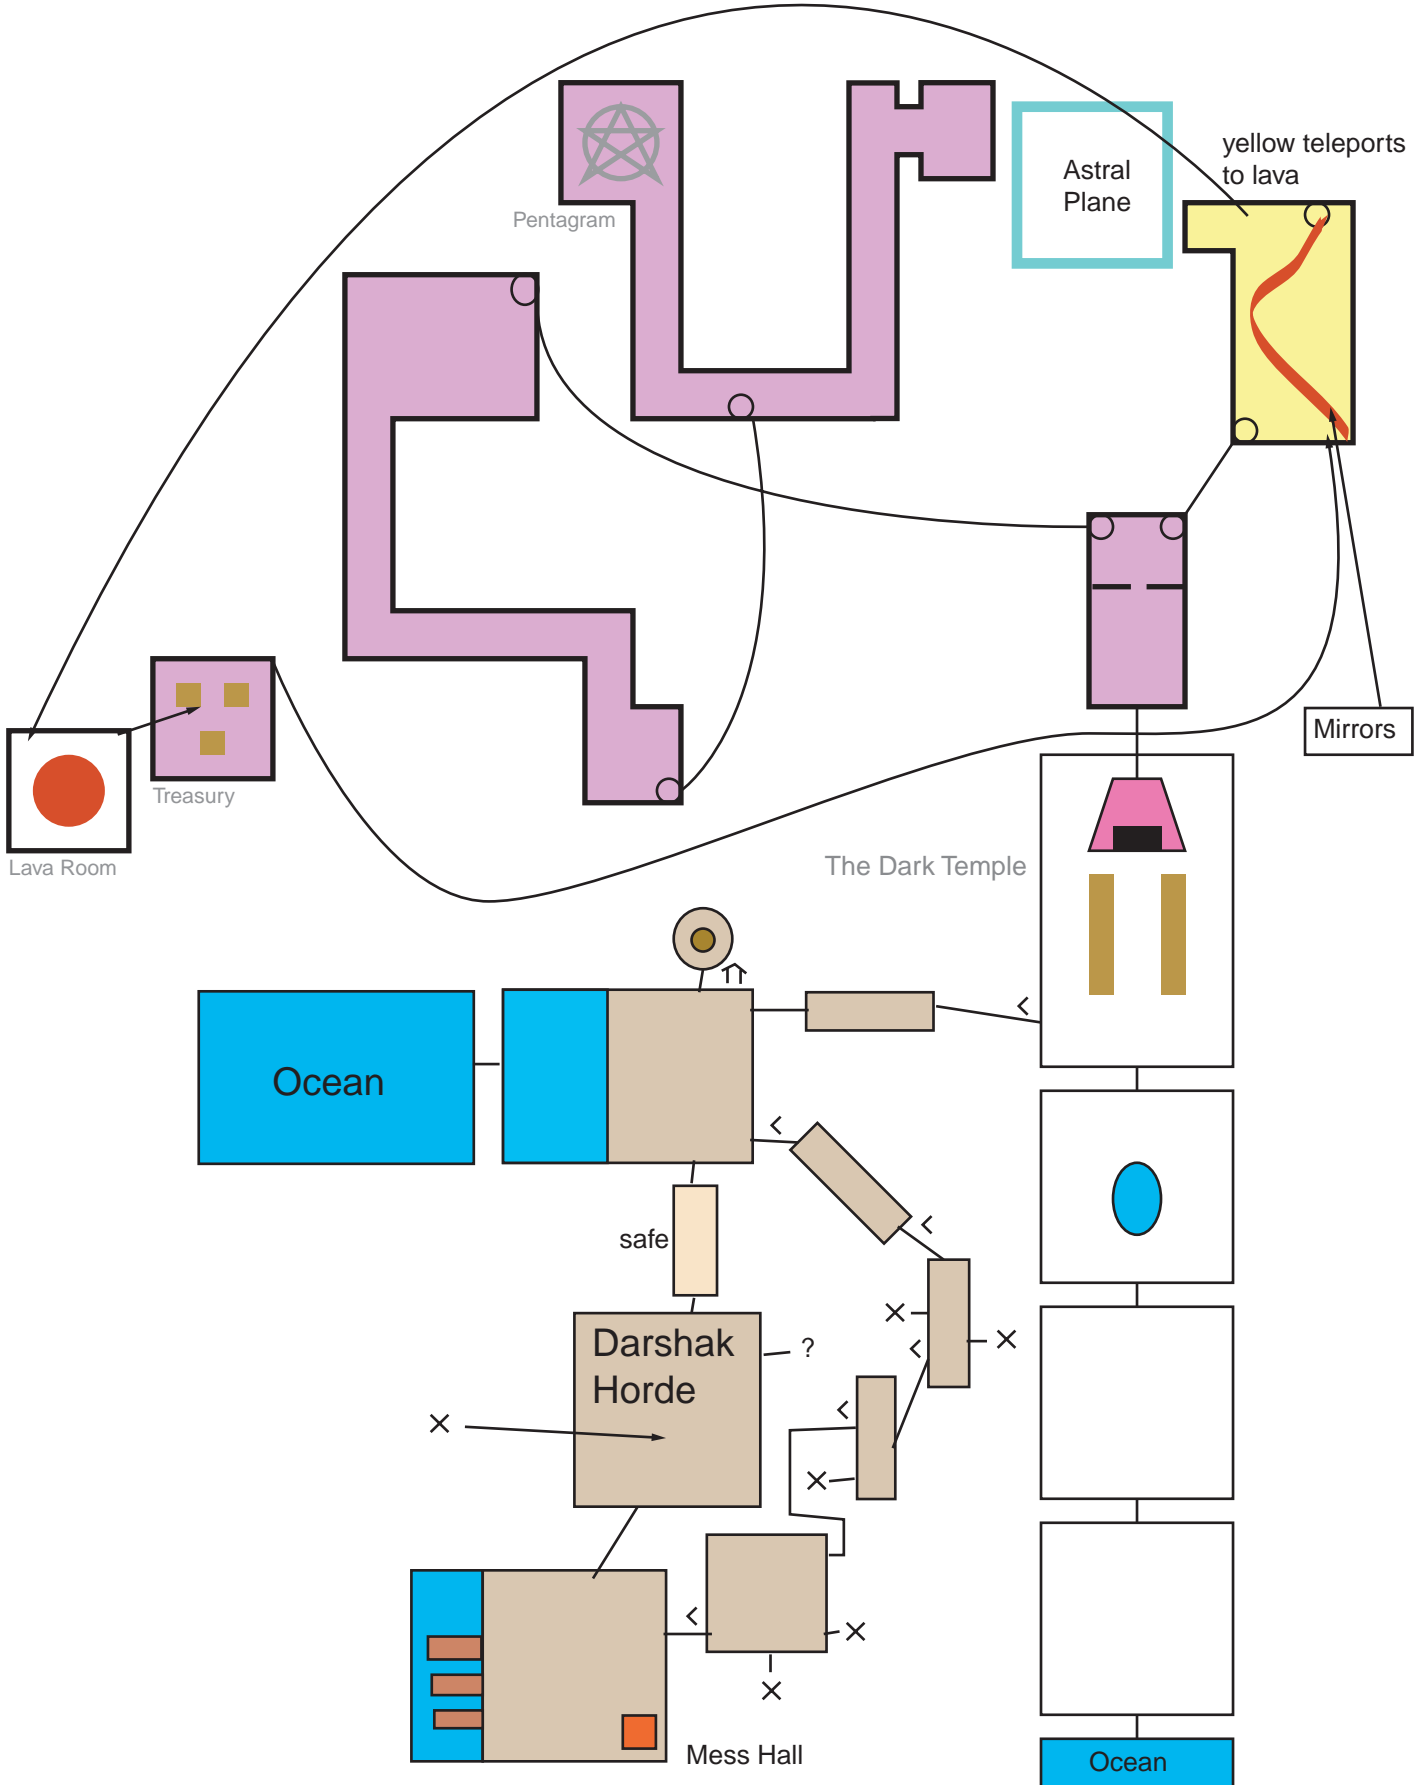 yellow teleports
to lava
Astral
Plane
Pentagram
Mirrors
Treasury
Lava Room
The Dark Temple
Ocean
safe
Darshak
Horde
?
Mess Hall
Ocean